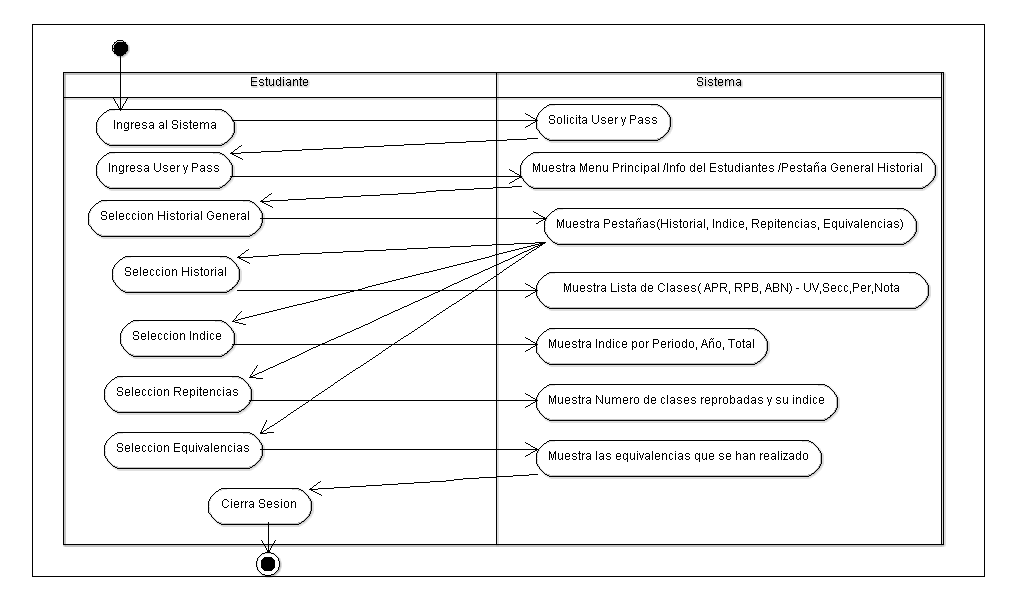 Estudiante
Sistema
Ingresa al Sistema
Solicita User y Pass
Ingresa User y Pass
Muestra Menu Principal /Info del Estudiantes /Pestaña General Historial
Seleccion Historial General
Muestra Pestañas(Historial, Indice, Repitencias, Equivalencias)
Seleccion Historial
Muestra Lista de Clases( APR, RPB, ABN) - UV,Secc,Per,Nota
Seleccion Indice
Muestra Indice por Periodo, Año, Total
Seleccion Repitencias
Muestra Numero de clases reprobadas y su indice
Seleccion Equivalencias
Muestra las equivalencias que se han realizado
Cierra Sesion